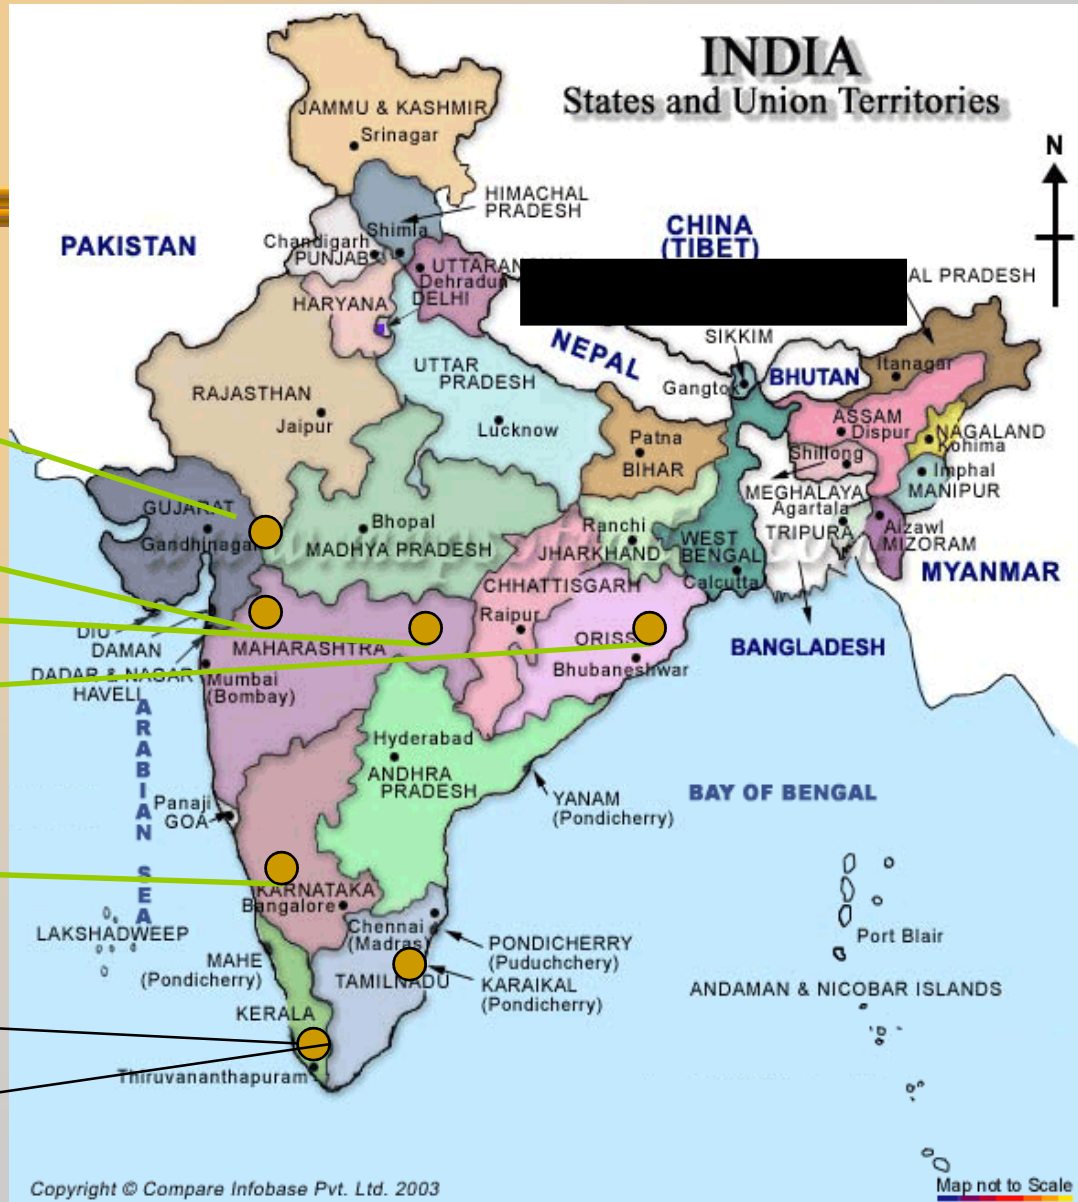 INDIA
States and Union Territories
JAMMU & KASHMIR
Srinagar
N
HIMACHAL
PRADESH
CHINA
(TIBET)
PAKISTAN
Shimla
Chandigarh
PUNJAB
Dehradun
DELHI
HARYANA
AL PRADESH
SIKKIM
NEPAL
UTTAR
PRADESH
Gangtok
BHUTAN
Itanagar
RAJASTHAN
Jaipur
Lucknow
ASSAM
Dispur
NAGALAND
Kohima
Patna
BIHAR
Shillong
Imphal
MANIPUR
MEGHALAYA
Agartala
TRIPURA
Aizawl
MIZORAM
GUJARAT
Gandhinagar
Bhopal
MADHYA PRADESH
Ranchi
JHARKHAND
WEST
BENGAL
Calcutta
MYANMAR
CHHATTISGARH
Raipur
DIU
DAMAN
DADAR & NAGAR
HAVELI
MAHARASHTRA
Mumbai
(Bombay)
ORISS
Bhubaneshwar
BANGLADESH
ARABIAN SEA
Hyderabad
ANDHRA
PRADESH
YANAM
(Pondicherry)
BAY OF BENGAL
Panaji
GOA
KARNATAKA
Bangalore
LAKSHADWEEP
Chennai
(Madras)
PONDICHERRY
(Puduchchery)
Port Blair
MAHE
(Pondicherry)
TAMILNADU
KARAIKAL
(Pondicherry)
ANDAMAN & NICOBAR ISLANDS
KERALA
Thiruvananthapuram
Copyright © Compare Infobase Pvt. Ltd. 2003
Map not to Scale